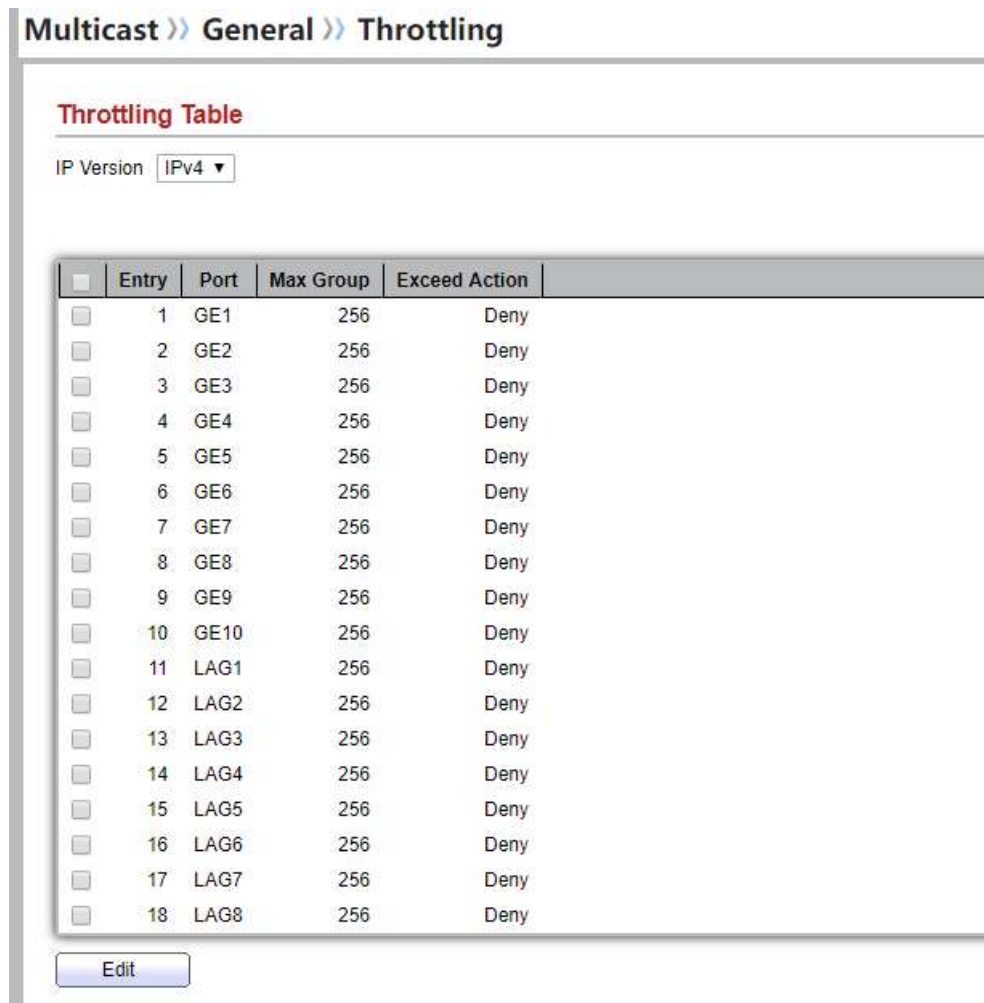 Multicast » General » Throttling
Throttling Table
IP Version IPv4 ▼
Entry Port Max Group Exceed Action
1 GE1 256 Deny
2 GE2 256 Deny
3 GE3 256 Deny
4 GE4 256 Deny
5 GE5 256 Deny
6 GE6 256 Deny
7 GE7 256 Deny
8 GE8 256 Deny
9 GE9 256 Deny
10 GE10 256 Deny
11 LAG1 256 Deny
12 LAG2 256 Deny
13 LAG3 256 Deny
14 LAG4 256 Deny
15 LAG5 256 Deny
16 LAG6 256 Deny
17 LAG7 256 Deny
18 LAG8 256 Deny
Edit